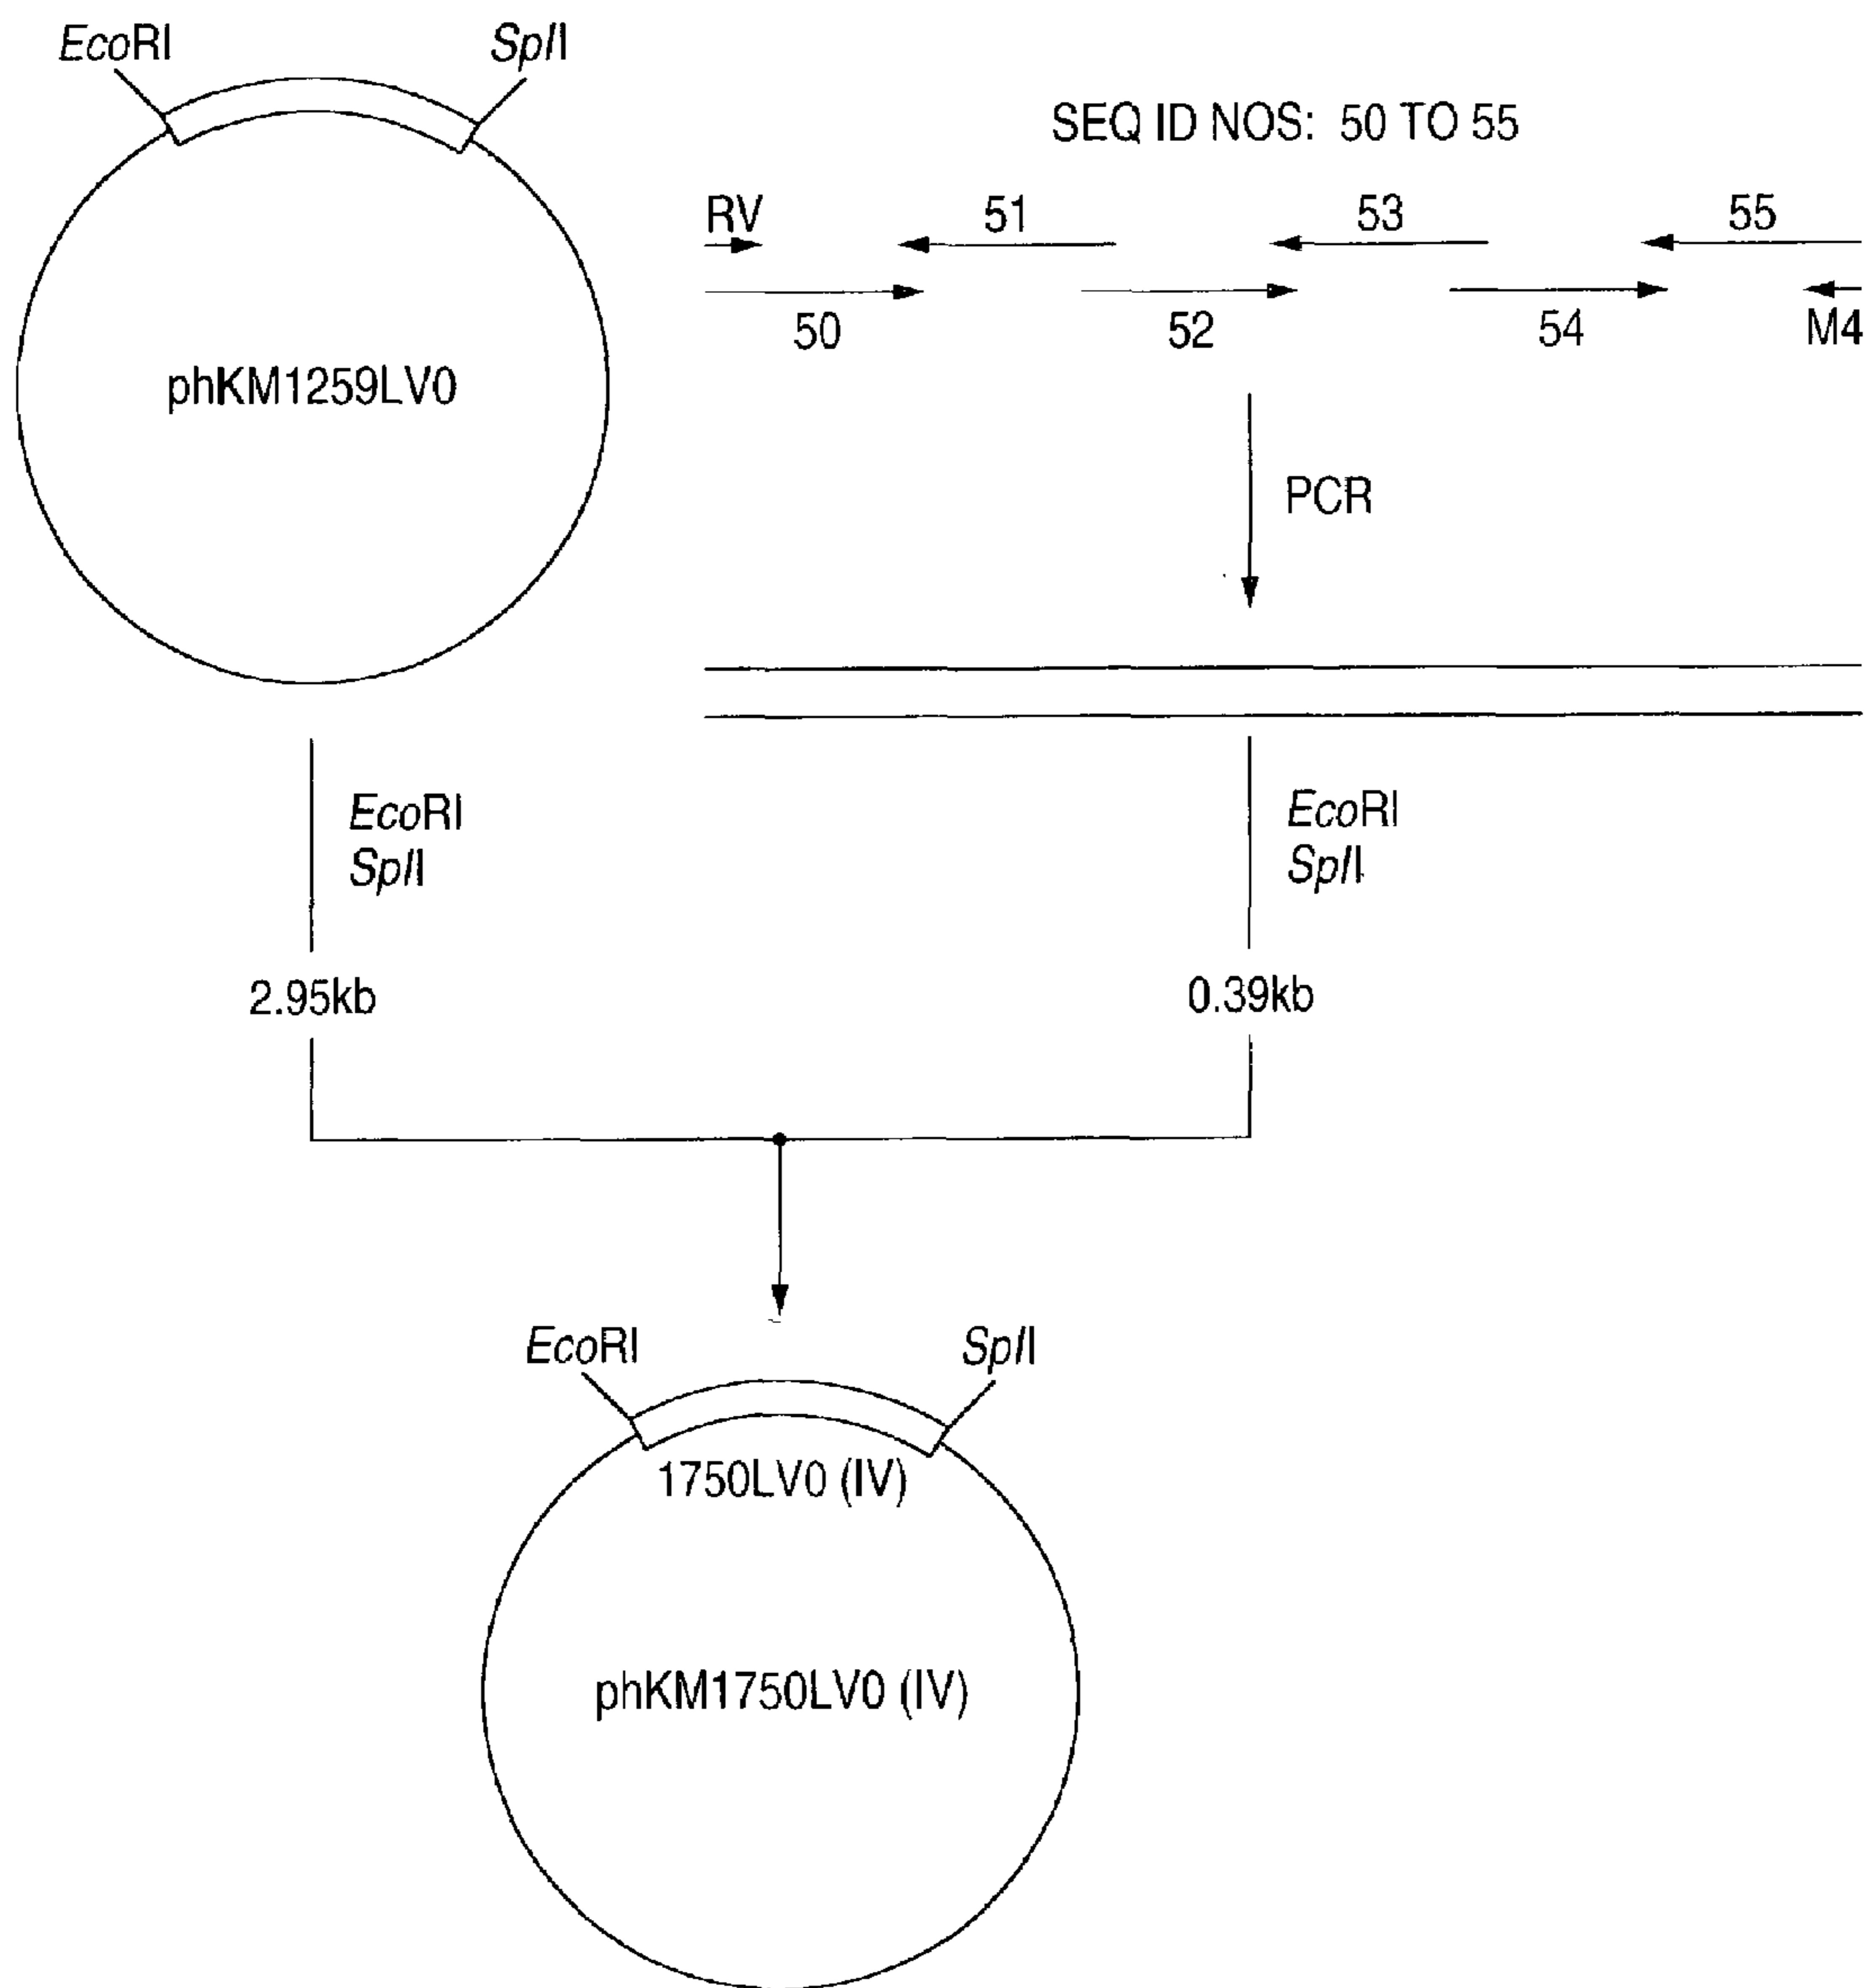 EcoRI
SplI
SEQ ID NOS: 50 TO 55
RV
51
53
55
50
52
54
M4
phKM1259LV0
PCR
EcoRI
SplI
EcoRI
SplI
2.95kb
0.39kb
EcoRI
SplI
1750LV0 (IV)
phKM1750LV0 (IV)